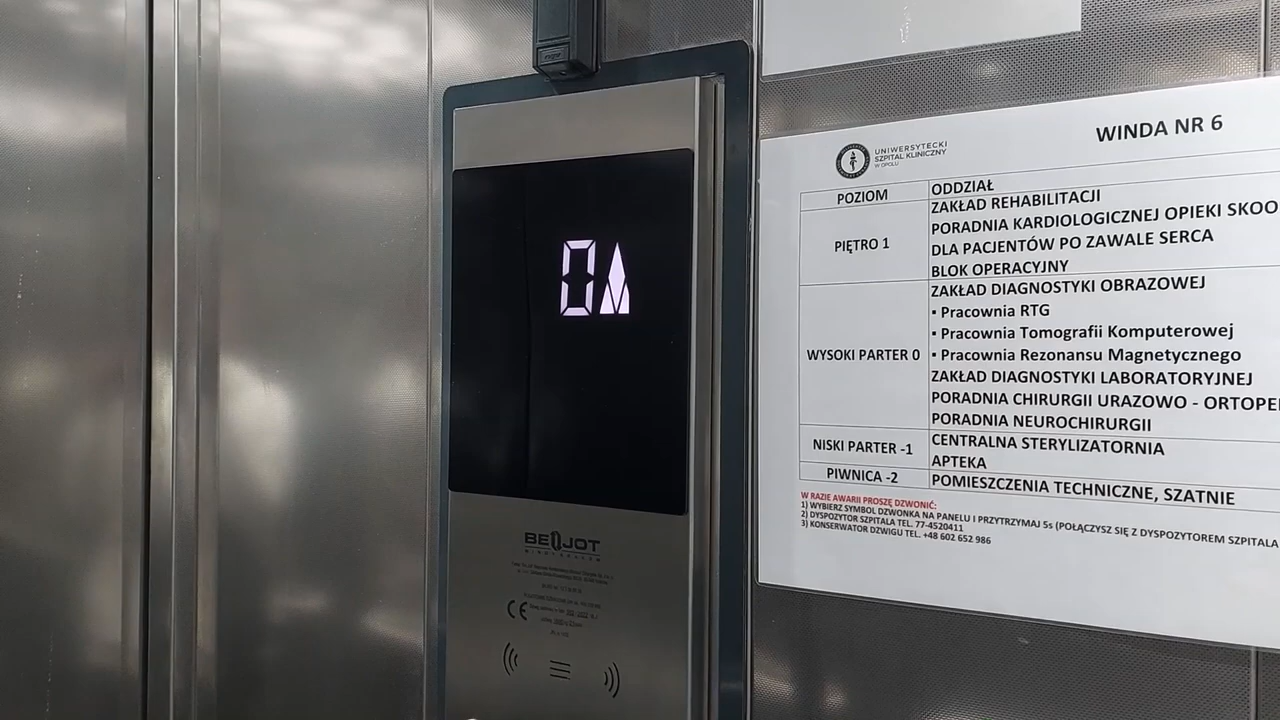 0
BE JOT
CE
WINDA NR 6
UNIWERSYTECKI
SZPITAL KLINICZNY
W OPOLU
POZIOM
ODDZIAŁ
PIĘTRO 1
ZAKŁAD REHABILITACJI
PORADNIA KARDIOLOGICZNEJ OPIEKI SKOO
DLA PACJENTÓW PO ZAWALE SERCA
BLOK OPERACYJNY
WYSOKI PARTER 0
ZAKŁAD DIAGNOSTYKI OBRAZOWEJ
▪ Pracownia RTG
▪ Pracownia Tomografii Komputerowej
▪ Pracownia Rezonansu Magnetycznego
ZAKŁAD DIAGNOSTYKI LABORATORYJNEJ
PORADNIA CHIRURGII URAZOWO - ORTOPE
PORADNIA NEUROCHIRURGII
NISKI PARTER -1
CENTRALNA STERYLIZATORNIA
APTEKA
PIWNICA -2
POMIESZCZENIA TECHNICZNE, SZATNIE
W RAZIE AWARII PROSZĘ DZWONIĆ:
1) WYBIERZ SYMBOL DZWONKA NA PANELU I PRZYTRZYMAJ 5s (POŁĄCZYSZ SIĘ Z DYSPOZYTOREM SZPITALA
2) DYSPOZYTOR SZPITALA TEL. 77-4520411
3) KONSERWATOR DZWIGU TEL. +48 602 652 986